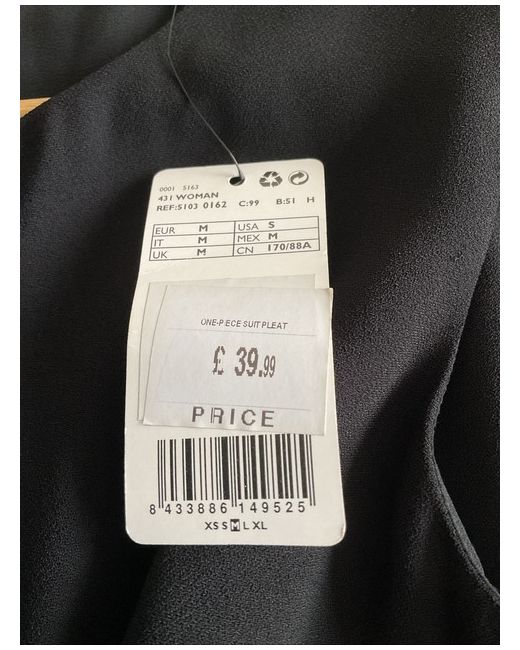 0001 5163
431 WOMAN
REF:5103 0162 C:99 B:51 H
EUR M USA S
IT M MEX M
UK M CN 170/88A
ONE-PIECE SUIT PLEAT
£ 39.99
PRICE
8 433886 149525
XS S M L XL